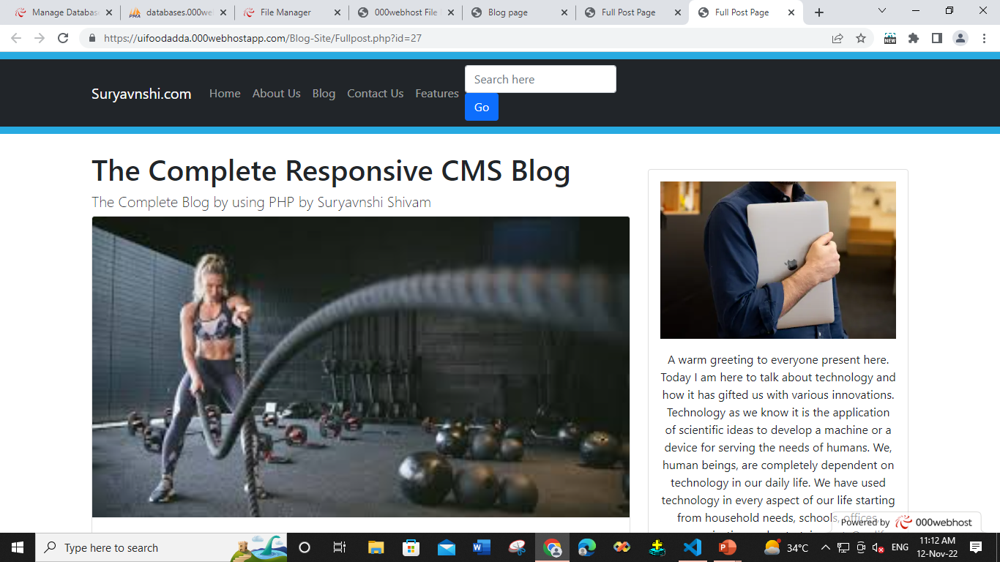 Manage Databas
databases.000we
File Manager
000webhost File
Blog page
Full Post Page
Full Post Page
https://uifoodadda.000webhostapp.com/Blog-Site/Fullpost.php?id=27
NEW
Suryavnshi.com
Home
About Us
Blog
Contact Us
Features
Search here
Go
The Complete Responsive CMS Blog
The Complete Blog by using PHP by Suryavnshi Shivam
A warm greeting to everyone present here.
Today I am here to talk about technology and
how it has gifted us with various innovations.
Technology as we know it is the application
of scientific ideas to develop a machine or a
device for serving the needs of humans. We,
human beings, are completely dependent on
technology in our daily life. We have used
technology in every aspect of our life starting
from household needs, schools, offices,
Powered by 000webhost
Type here to search
34°C
ENG
11:12 AM
12-Nov-22